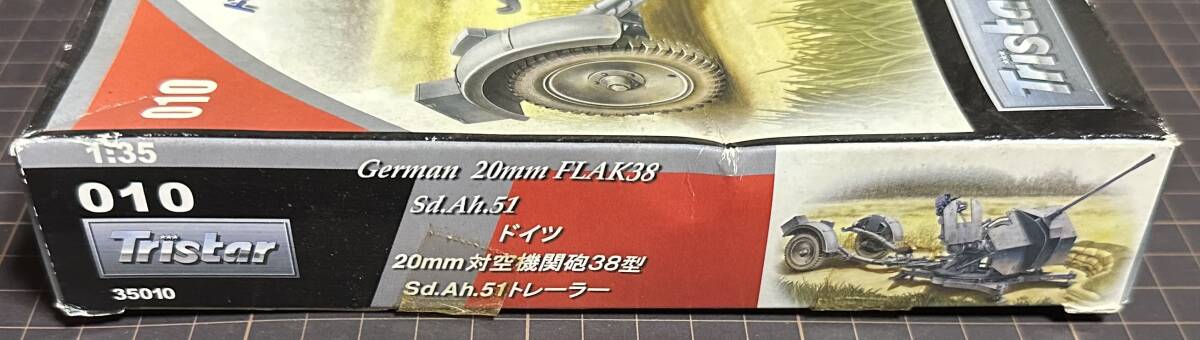 010
Tristar
1:35
010
Tristar
35010
German 20mm FLAK38
Sd.Ah.51
ドイツ
20mm対空機関砲38型
Sd.Ah.51トレーラー